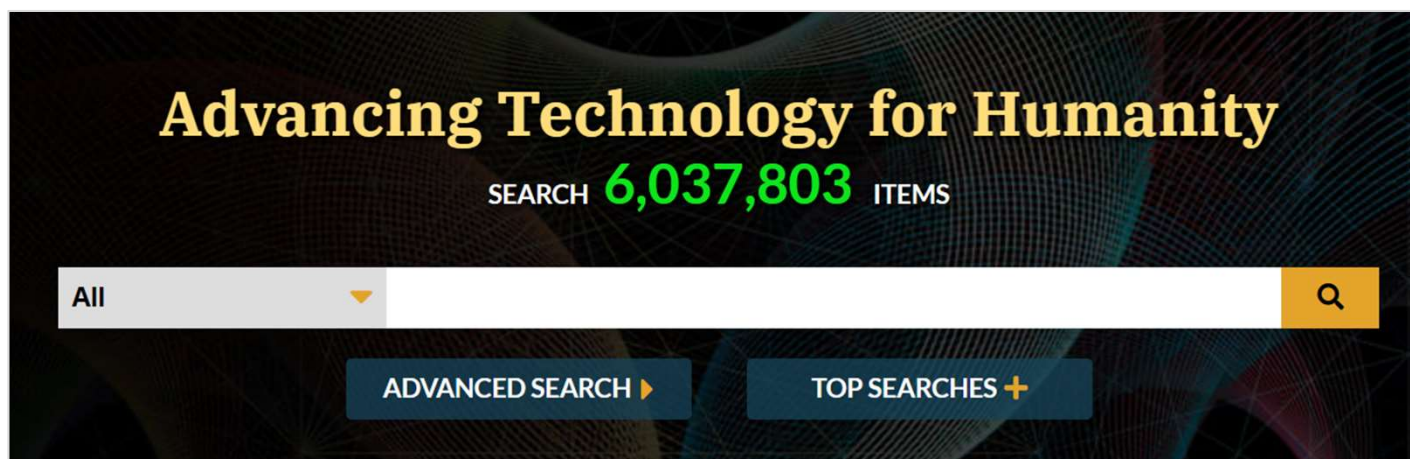 Advancing Technology for Humanity
SEARCH 6,037,803 ITEMS
All
ADVANCED SEARCH
TOP SEARCHES +